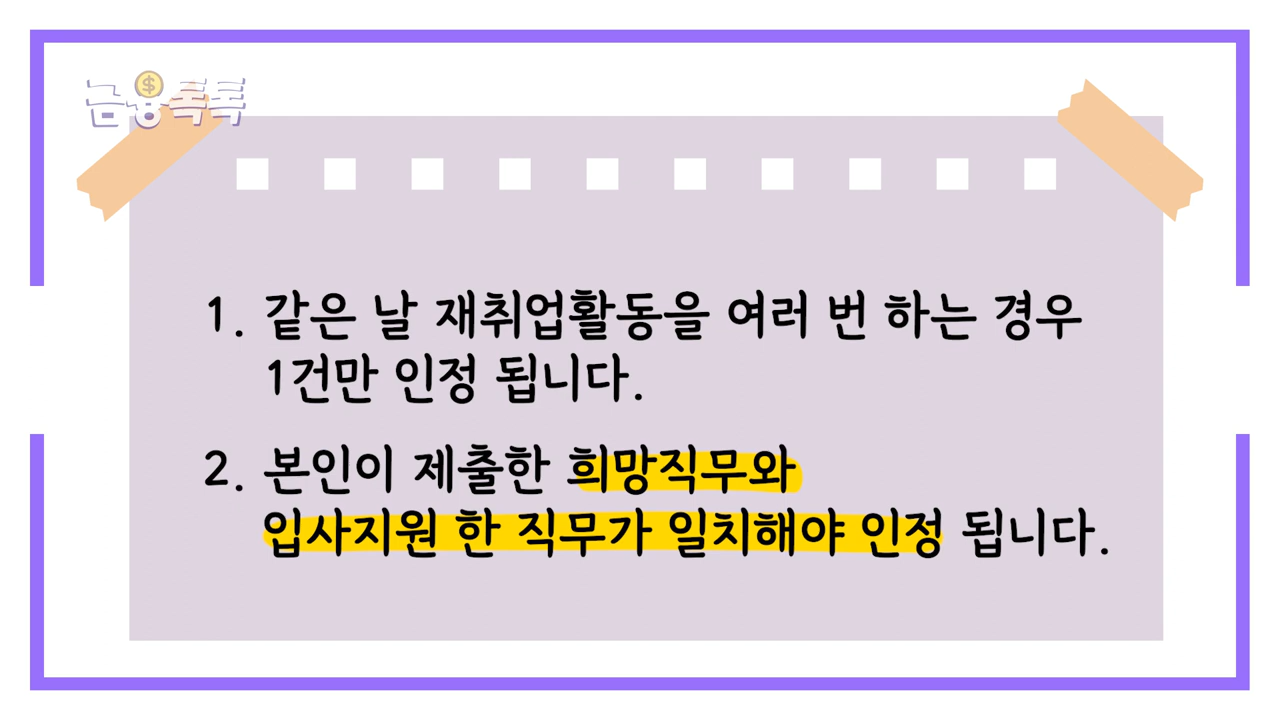 금융톡톡
1. 같은 날 재취업활동을 여러 번 하는 경우
1건만 인정 됩니다.
2. 본인이 제출한 희망직무와
입사지원 한 직무가 일치해야 인정 됩니다.